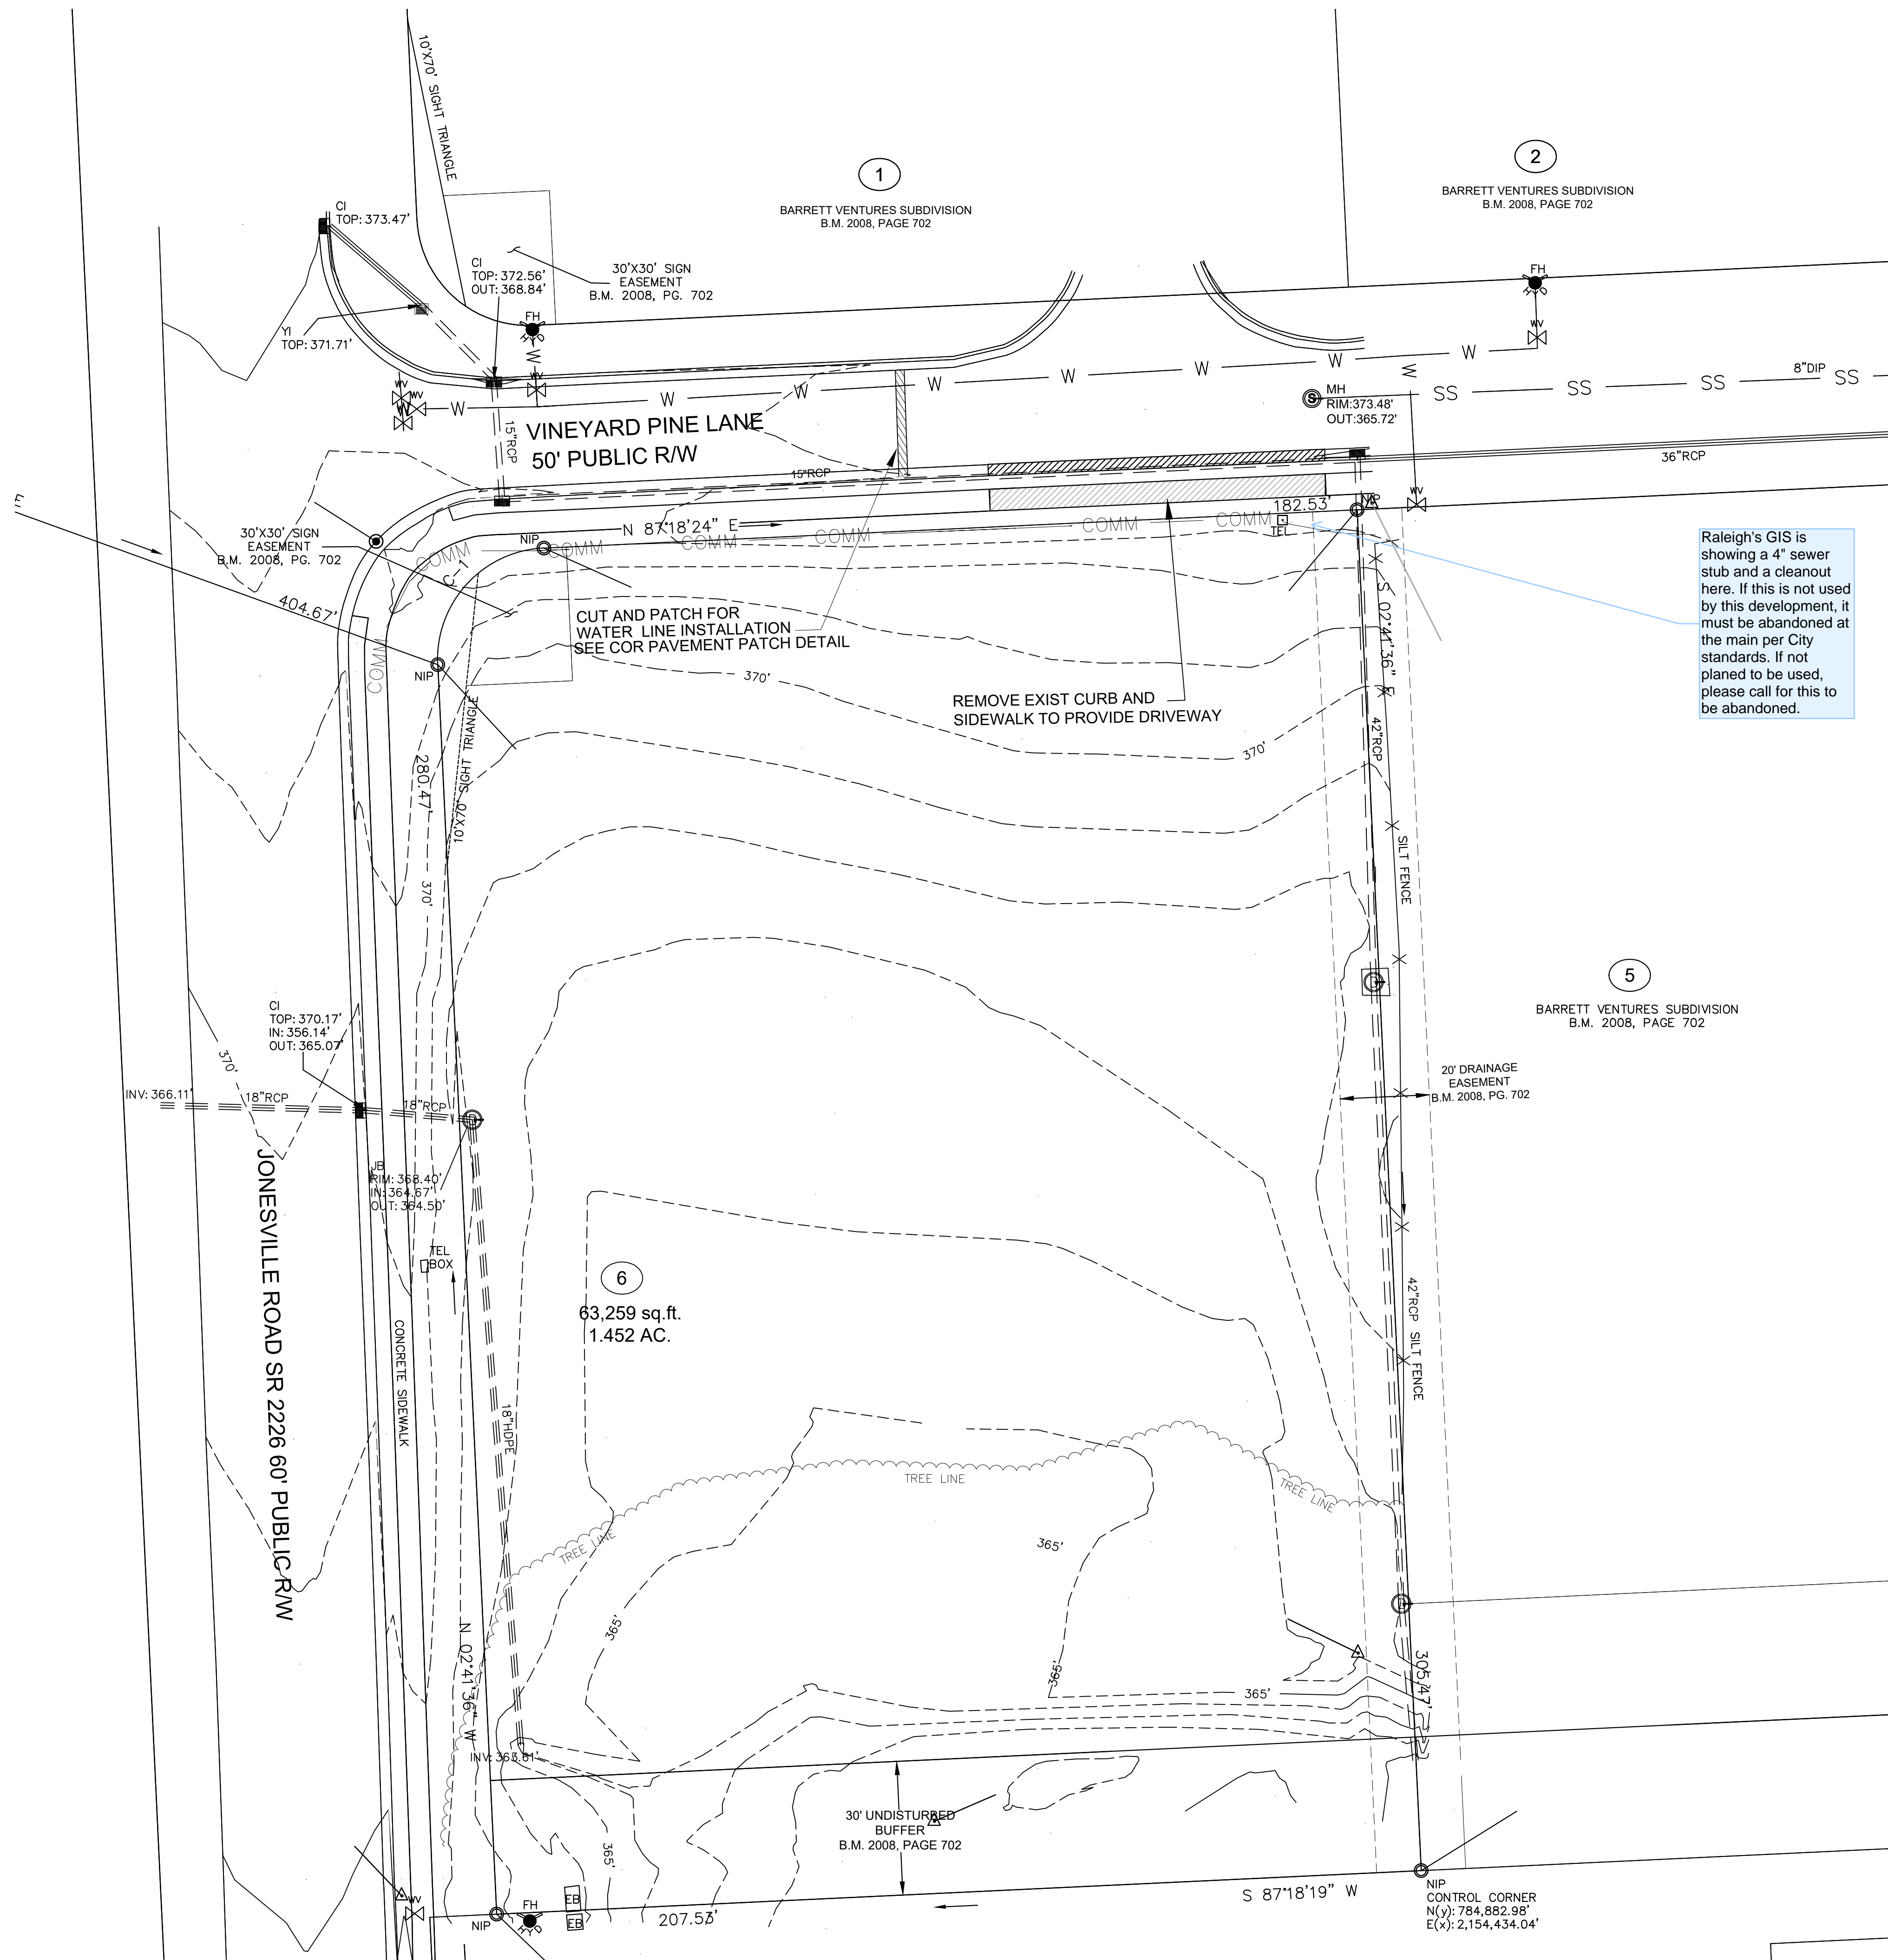 10'X70' SIGHT TRIANGLE
1
BARRETT VENTURES SUBDIVISION
B.M. 2008, PAGE 702
2
BARRETT VENTURES SUBDIVISION
B.M. 2008, PAGE 702
CI
TOP: 373.47'
CI
TOP: 372.56'
OUT: 368.84'
30'X30' SIGN
EASEMENT
B.M. 2008, PG. 702
YI
TOP: 371.71'
FH
HYD
WV
FH
HYD
WV
WV
WV
W
W
W
W
W
W
W
W
W
W
W
W
MH
RIM:373.48'
OUT:365.72'
S
SS
SS
SS
8"DIP
SS
VINEYARD PINE LANE
50' PUBLIC R/W
15"RCP
15"RCP
36"RCP
WV
182.53'
N 87°18'24" E
COMM
COMM
COMM
COMM
COMM
COMM
COMM
TEL
NIP
C-1
30'X30' SIGN
EASEMENT
B.M. 2008, PG. 702
404.67'
E
NIP
CUT AND PATCH FOR
WATER LINE INSTALLATION
SEE COR PAVEMENT PATCH DETAIL
REMOVE EXIST CURB AND
SIDEWALK TO PROVIDE DRIVEWAY
Raleigh's GIS is
showing a 4" sewer
stub and a cleanout
here. If this is not used
by this development, it
must be abandoned at
the main per City
standards. If not
planed to be used,
please call for this to
be abandoned.
S 02°41'36" E
370'
370'
42"RCP
280.47'
10'X70' SIGHT TRIANGLE
370'
SILT FENCE
5
BARRETT VENTURES SUBDIVISION
B.M. 2008, PAGE 702
CI
TOP: 370.17'
IN: 356.14'
OUT: 365.07'
370'
INV: 366.11'
18"RCP
18"RCP
20' DRAINAGE
EASEMENT
B.M. 2008, PG. 702
JB
RIM: 368.40'
IN: 364.67'
OUT: 364.50'
TEL
BOX
JONESVILLE ROAD SR 2226 60' PUBLIC R/W
CONCRETE SIDEWALK
6
63,259 sq.ft.
1.452 AC.
42"RCP
SILT FENCE
18"HDPE
TREE LINE
TREE LINE
TREE LINE
365'
365'
365'
365'
N 02°41'36" W
305.47'
INV: 363.81'
30' UNDISTURBED
BUFFER
B.M. 2008, PAGE 702
365'
S 87°18'19" W
NIP
CONTROL CORNER
N(y): 784,882.98'
E(x): 2,154,434.04'
WV
NIP
FH
HYD
EB
EB
207.53'